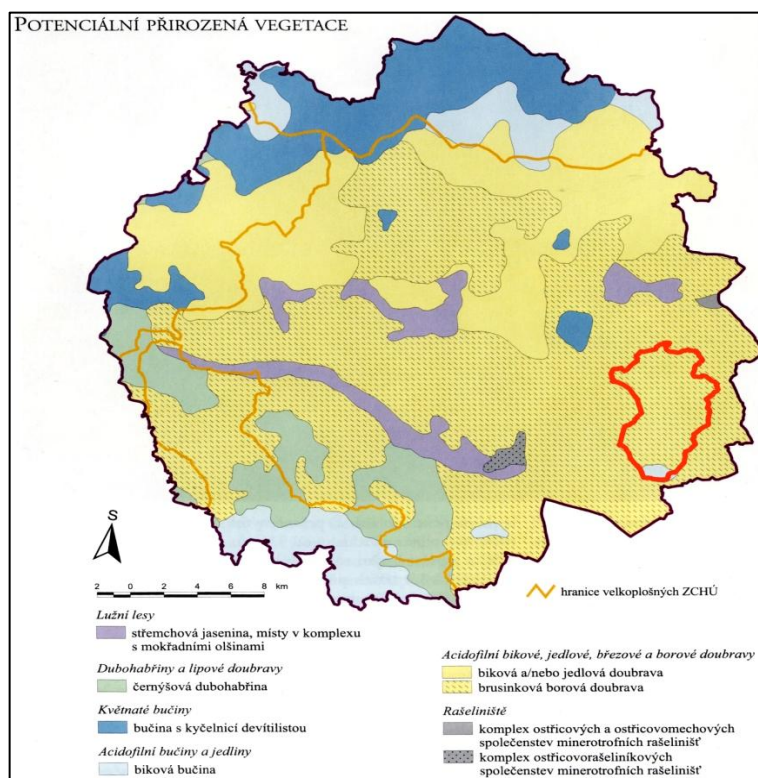 POTENCIÁLNÍ PŘIROZENÁ VEGETACE
S
2 0 2 4 6 8 km
hranice velkoplošných ZCHÚ
Lužní lesy
střemchová jasenina, místy v komplexu
s mokřadními olšinami
Dubohabřiny a lipové doubravy
černýšová dubohabřina
Květnaté bučiny
bučina s kyčelnicí devítilistou
Acidofilní bučiny a jedliny
biková bučina
Acidofilní bikové, jedlové, březové a borové doubravy
biková a/nebo jedlová doubrava
brusinková borová doubrava
Rašeliniště
komplex ostřicových a ostřicovomechových
společenstev minerotrofních rašelinišť
komplex ostřicovorašeliníkových
společenstev minerotrofních rašelinišť